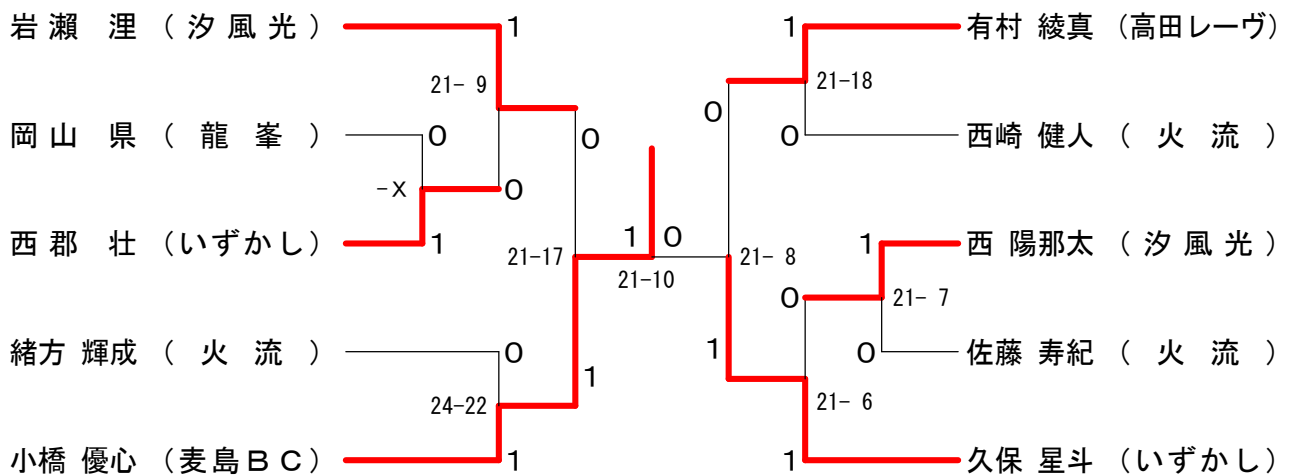 岩瀬 浬 (汐風光)
1
有村 綾真 (高田レーヴ)
1
21- 9
21-18
0
岡山 県 (龍峯)
0
0
0
西崎 健人 (火流)
-X
0
西郡 壮 (いずかし)
1
1
西 陽那太 (汐風光)
21-17
1
0
21-10
21- 8
0
21- 7
緒方 輝成 (火流)
0
1
1
0
佐藤 寿紀 (火流)
24-22
21- 6
小橋 優心 (麦島BC)
1
1
久保 星斗 (いずかし)